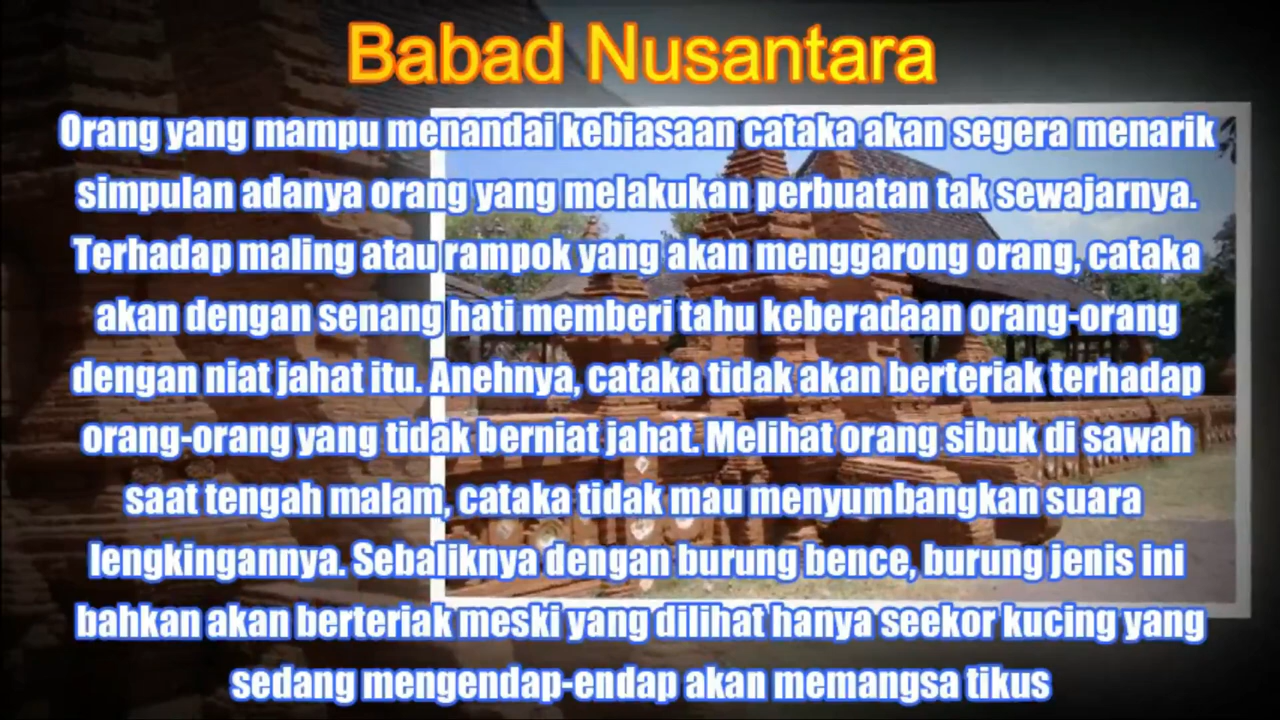 Babad Nusantara
Orang yang mampu menandai kebiasaan cataka akan segera menarik
simpulan adanya orang yang melakukan perbuatan tak sewajarnya.
Terhadap maling atau rampok yang akan menggarong orang, cataka
akan dengan senang hati memberi tahu keberadaan orang-orang
dengan niat jahat itu. Anehnya, cataka tidak akan berteriak terhadap
orang-orang yang tidak berniat jahat. Melihat orang sibuk di sawah
saat tengah malam, cataka tidak mau menyumbangkan suara
lengkingannya. Sebaliknya dengan burung bence, burung jenis ini
bahkan akan berteriak meski yang dilihat hanya seekor kucing yang
sedang mengendap-endap akan memangsa tikus